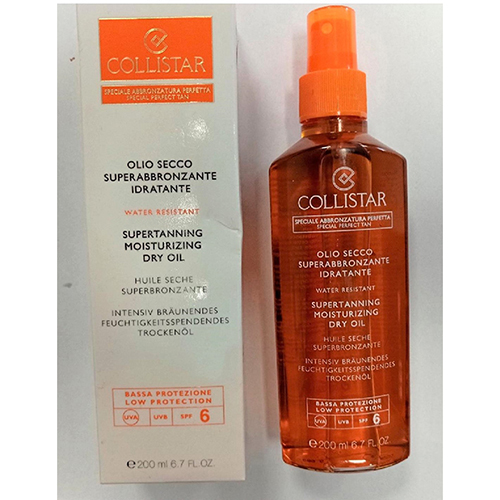 COLLISTAR
SPECIALE ABBRONZATURA PERFETTA
SPECIAL PERFECT TAN
OLIO SECCO
SUPERABBRONZANTE
IDRATANTE
WATER RESISTANT
SUPERTANNING
MOISTURIZING
DRY OIL
HUILE SECHE
SUPERBRONZANTE
INTENSIV BRÄUNENDES
FEUCHTIGKEITSSPENDENDES
TROCKENÖL
BASSA PROTEZIONE
LOW PROTECTION
UVA UVB SPF 6
e 200 ml 6.7 FL. OZ.
COLLISTAR
SPECIALE ABBRONZATURA PERFETTA
SPECIAL PERFECT TAN
OLIO SECCO
SUPERABBRONZANTE
IDRATANTE
WATER RESISTANT
SUPERTANNING
MOISTURIZING
DRY OIL
HUILE SECHE
SUPERBRONZANTE
INTENSIV BRÄUNENDES
FEUCHTIGKEITSSPENDENDES
TROCKENÖL
BASSA PROTEZIONE
LOW PROTECTION
UVA UVB SPF 6
e 200 ml 6.7 FL. OZ.